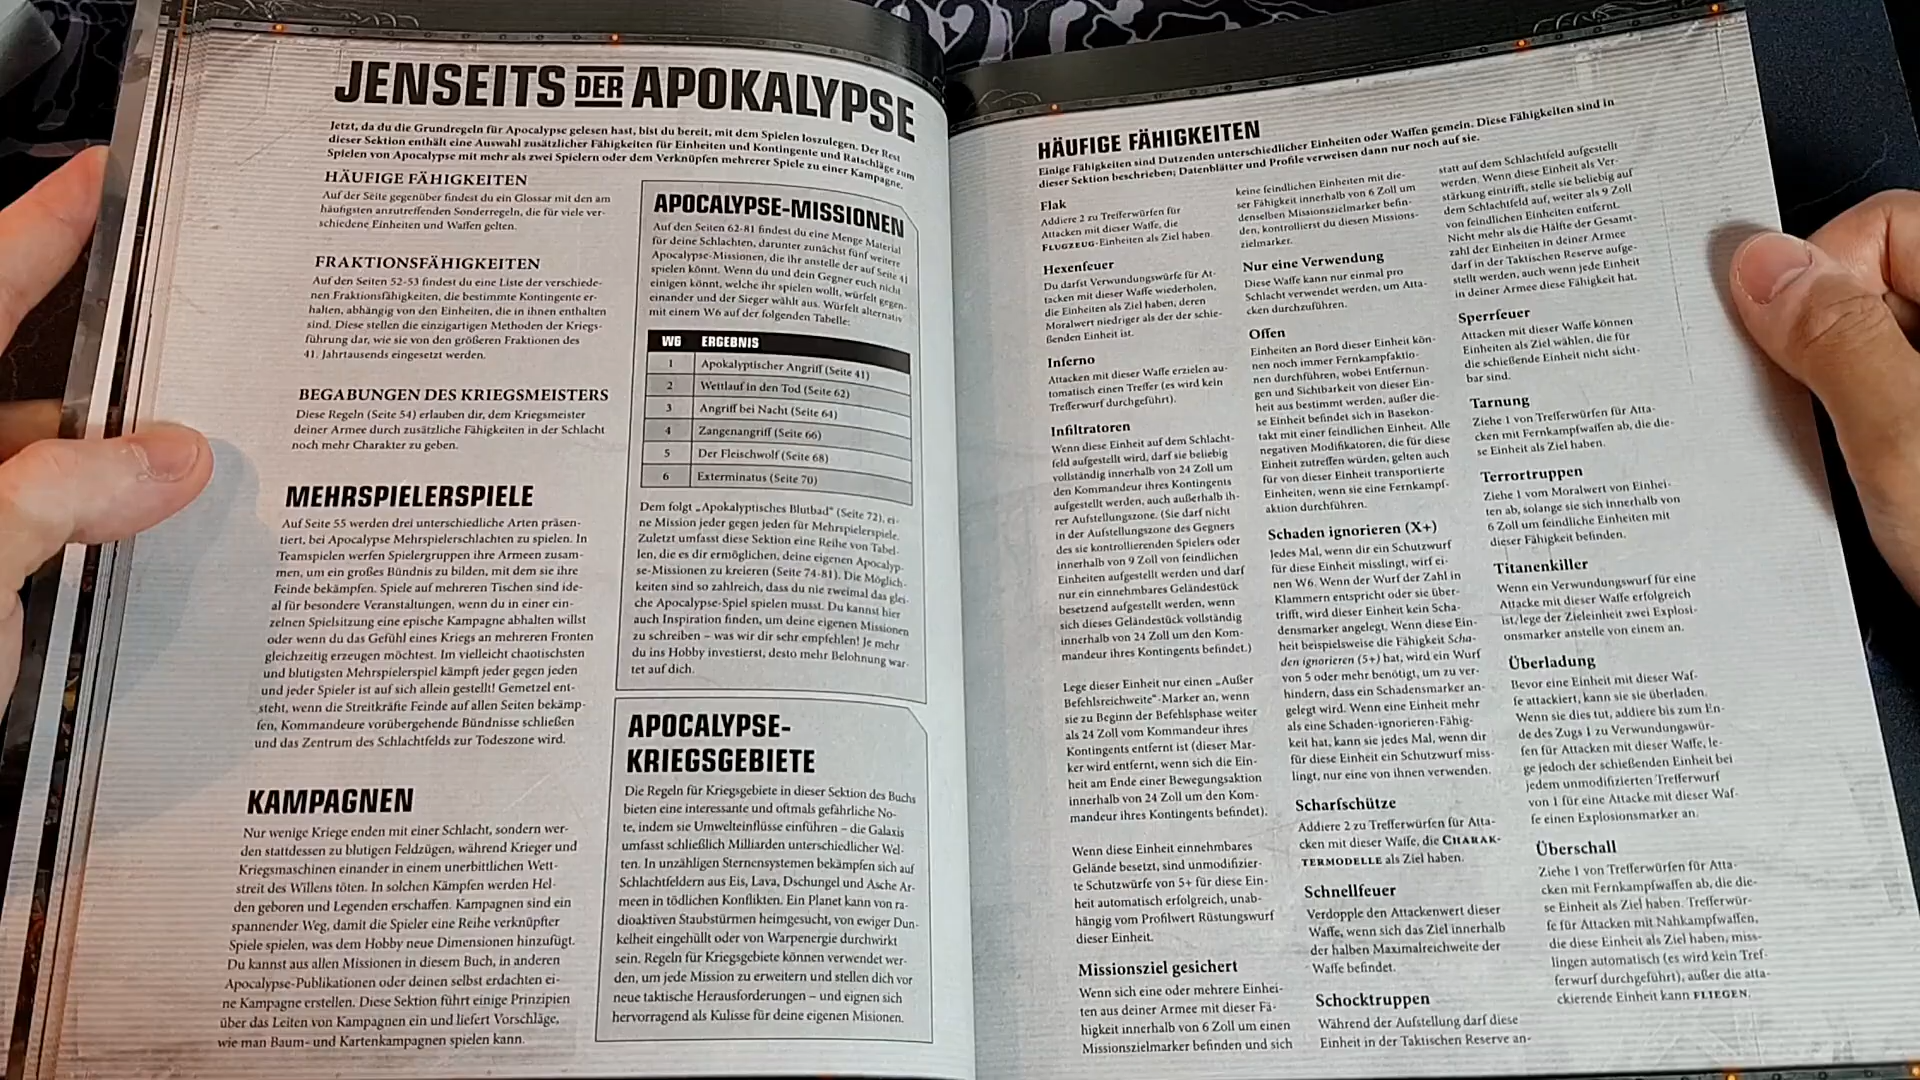 JENSEITS DER APOKALYPSE
Jetzt, da du die Grundregeln für Apocalypse gelesen hast, bist du bereit, mit dem Spielen loszulegen. Der Rest
dieser Sektion enthält eine Auswahl zusätzlicher Fähigkeiten für Einheiten und Kontingente und Ratschläge zum
Spielen von Apocalypse mit mehr als zwei Spielern oder dem Verknüpfen mehrerer Spiele zu einer Kampagne.
HÄUFIGE FÄHIGKEITEN
Auf der Seite gegenüber findest du ein Glossar mit den am
häufigsten anzutreffenden Sonderregeln, die für viele ver-
schiedene Einheiten und Waffen gelten.
FRAKTIONSFÄHIGKEITEN
Auf den Seiten 52-53 findest du eine Liste der verschiede-
nen Fraktionsfähigkeiten, die bestimmte Kontingente er-
halten, abhängig von den Einheiten, die in ihnen enthalten
sind. Diese stellen die einzigartigen Methoden der Kriegs-
führung dar, wie sie von den größeren Fraktionen des
41. Jahrtausends eingesetzt werden.
BEGABUNGEN DES KRIEGSMEISTERS
Diese Regeln (Seite 54) erlauben dir, dem Kriegsmeister
deiner Armee durch zusätzliche Fähigkeiten in der Schlacht
noch mehr Charakter zu geben.
MEHRSPIELERSPIELE
Auf Seite 55 werden drei unterschiedliche Arten präsen-
tiert, bei Apocalypse Mehrspielerschlachten zu spielen. In
Teamspielen werfen Spielergruppen ihre Armeen zusam-
men, um ein großes Bündnis zu bilden, mit dem sie ihre
Feinde bekämpfen. Spiele auf mehreren Tischen sind ide-
al für besondere Veranstaltungen, wenn du in einer ein-
zelnen Spielsitzung eine epische Kampagne abhalten willst
oder wenn du das Gefühl eines Kriegs an mehreren Fronten
gleichzeitig erzeugen möchtest. Im vielleicht chaotischsten
und blutigsten Mehrspielerspiel kämpft jeder gegen jeden
und jeder Spieler ist auf sich allein gestellt! Gemetzel ent-
steht, wenn die Streitkräfte Feinde auf allen Seiten bekämp-
fen, Kommandeure vorübergehende Bündnisse schließen
und das Zentrum des Schlachtfelds zur Todeszone wird.
KAMPAGNEN
Nur wenige Kriege enden mit einer Schlacht, sondern wer-
den stattdessen zu blutigen Feldzügen, während Krieger und
Kriegsmaschinen einander in einem unerbittlichen Wett-
streit des Willens töten. In solchen Kämpfen werden Hel-
den geboren und Legenden erschaffen. Kampagnen sind ein
spannender Weg, damit die Spieler eine Reihe verknüpfter
Spiele spielen, was dem Hobby neue Dimensionen hinzufügt.
Du kannst aus allen Missionen in diesem Buch, in anderen
Apocalypse-Publikationen oder deinen selbst erdachten ei-
ne Kampagne erstellen. Diese Sektion führt einige Prinzipien
über das Leiten von Kampagnen ein und liefert Vorschläge,
wie man Baum- und Kartenkampagnen spielen kann.
APOCALYPSE-MISSIONEN
Auf den Seiten 62-81 findest du eine Menge Material
für deine Schlachten, darunter zunächst fünf weitere
Apocalypse-Missionen, die ihr anstelle der auf Seite 41
spielen könnt. Wenn du und dein Gegner euch nicht
einigen könnt, welche ihr spielen wollt, würfelt gegen-
einander und der Sieger wählt aus. Würfelt alternativ
mit einem W6 auf der folgenden Tabelle:
W6 ERGEBNIS
1 Apokalyptischer Angriff (Seite 41)
2 Wettlauf in den Tod (Seite 62)
3 Angriff bei Nacht (Seite 64)
4 Zangenangriff (Seite 66)
5 Der Fleischwolf (Seite 68)
6 Exterminatus (Seite 70)
Dem folgt „Apokalyptisches Blutbad“ (Seite 72), ei-
ne Mission jeder gegen jeden für Mehrspielerspiele.
Zuletzt umfasst diese Sektion eine Reihe von Tabel-
len, die es dir ermöglichen, deine eigenen Apocalyp-
se-Missionen zu kreieren (Seite 74-81). Die Möglich-
keiten sind so zahlreich, dass du nie zweimal das glei-
che Apocalypse-Spiel spielen musst. Du kannst hier
auch Inspiration finden, um deine eigenen Missionen
zu schreiben – was wir dir sehr empfehlen! Je mehr
du ins Hobby investierst, desto mehr Belohnung war-
tet auf dich.
APOCALYPSE-
KRIEGSGEBIETE
Die Regeln für Kriegsgebiete in dieser Sektion des Buchs
bieten eine interessante und oftmals gefährliche No-
te, indem sie Umwelteinflüsse einführen – die Galaxis
umfasst schließlich Milliarden unterschiedlicher Wel-
ten. In unzähligen Sternensystemen bekämpfen sich auf
Schlachtfeldern aus Eis, Lava, Dschungel und Asche Ar-
meen in tödlichen Konflikten. Ein Planet kann von ra-
dioaktiven Staubstürmen heimgesucht, von ewiger Dun-
kelheit eingehüllt oder von Warpenergie durchwirkt
sein. Regeln für Kriegsgebiete können verwendet wer-
den, um jede Mission zu erweitern und stellen dich vor
neue taktische Herausforderungen – und eignen sich
hervorragend als Kulisse für deine eigenen Misionen.
HÄUFIGE FÄHIGKEITEN
Einige Fähigkeiten sind Dutzenden unterschiedlicher Einheiten oder Waffen gemein. Diese Fähigkeiten sind in
dieser Sektion beschrieben; Datenblätter und Profile verweisen dann nur noch auf sie.
Flak
Addiere 2 zu Trefferwürfen für
Attacken mit dieser Waffe, die
FLUGZEUG-Einheiten als Ziel haben.
Hexenfeuer
Du darfst Verwundungswürfe für At-
tacken mit dieser Waffe wiederholen,
die Einheiten als Ziel haben, deren
Moralwert niedriger als der der schie-
ßenden Einheit ist.
Inferno
Attacken mit dieser Waffe erzielen au-
tomatisch einen Treffer (es wird kein
Trefferwurf durchgeführt).
Infiltratoren
Wenn diese Einheit auf dem Schlacht-
feld aufgestellt wird, darf sie beliebig
vollständig innerhalb von 24 Zoll um
den Kommandeur ihres Kontingents
aufgestellt werden, auch außerhalb ih-
rer Aufstellungszone. (Sie darf nicht
in der Aufstellungszone des Gegners
des sie kontrollierenden Spielers oder
innerhalb von 9 Zoll von feindlichen
Einheiten aufgestellt werden und darf
nur ein einnehmbares Geländestück
besetzend aufgestellt werden, wenn
sich dieses Geländestück vollständig
innerhalb von 24 Zoll um den Kom-
mandeur ihres Kontingents befindet.)
Lege dieser Einheit nur einen „Außer
Befehlsreichweite“-Marker an, wenn
sie zu Beginn der Befehlsphase weiter
als 24 Zoll vom Kommandeur ihres
Kontingents entfernt ist (dieser Mar-
ker wird entfernt, wenn sich die Ein-
heit am Ende einer Bewegungsaktion
innerhalb von 24 Zoll um den Kom-
mandeur ihres Kontingents befindet).
Wenn diese Einheit einnehmbares
Gelände besetzt, sind unmodifizier-
te Schutzwürfe von 5+ für diese Ein-
heit automatisch erfolgreich, unab-
hängig vom Profilwert Rüstungswurf
dieser Einheit.
Missionsziel gesichert
Wenn sich eine oder mehrere Einhei-
ten aus deiner Armee mit dieser Fä-
higkeit innerhalb von 6 Zoll um einen
Missionszielmarker befinden und sich
keine feindlichen Einheiten mit die-
ser Fähigkeit innerhalb von 6 Zoll um
denselben Missionszielmarker befin-
den, kontrollierst du diesen Missions-
zielmarker.
Nur eine Verwendung
Diese Waffe kann nur einmal pro
Schlacht verwendet werden, um Atta-
cken durchzuführen.
Offen
Einheiten an Bord dieser Einheit kön-
nen noch immer Fernkampfaktio-
nen durchführen, wobei Entfernun-
gen und Sichtbarkeit von dieser Ein-
heit aus bestimmt werden, außer die-
se Einheit befindet sich in Basekon-
takt mit einer feindlichen Einheit. Alle
negativen Modifikatoren, die für diese
Einheit zutreffen würden, gelten auch
für von dieser Einheit transportierte
Einheiten, wenn sie eine Fernkampf-
aktion durchführen.
Schaden ignorieren (X+)
Jedes Mal, wenn dir ein Schutzwurf
für diese Einheit misslingt, wirf ei-
nen W6. Wenn der Wurf der Zahl in
Klammern entspricht oder sie über-
trifft, wird dieser Einheit kein Scha-
densmarker angelegt. Wenn diese Ein-
heit beispielsweise die Fähigkeit Scha-
den ignorieren (5+) hat, wird ein Wurf
von 5 oder mehr benötigt, um zu ver-
hindern, dass ein Schadensmarker an-
gelegt wird. Wenn eine Einheit mehr
als eine Schaden-ignorieren-Fähig-
keit hat, kann sie jedes Mal, wenn dir
für diese Einheit ein Schutzwurf miss-
lingt, nur eine von ihnen verwenden.
Scharfschütze
Addiere 2 zu Trefferwürfen für Atta-
cken mit dieser Waffe, die CHARAK-
TERMODELLE als Ziel haben.
Schnellfeuer
Verdopple den Attackenwert dieser
Waffe, wenn sich das Ziel innerhalb
der halben Maximalreichweite der
Waffe befindet.
Schocktruppen
Während der Aufstellung darf diese
Einheit in der Taktischen Reserve an-
statt auf dem Schlachtfeld aufgestellt
werden. Wenn diese Einheit als Ver-
stärkung eintrifft, stelle sie beliebig auf
dem Schlachtfeld auf, weiter als 9 Zoll
von feindlichen Einheiten entfernt.
Nicht mehr als die Hälfte der Gesamt-
zahl der Einheiten in deiner Armee
darf in der Taktischen Reserve aufge-
stellt werden, auch wenn jede Einheit
in deiner Armee diese Fähigkeit hat.
Sperrfeuer
Attacken mit dieser Waffe können
Einheiten als Ziel wählen, die für
die schießende Einheit nicht sicht-
bar sind.
Tarnung
Ziehe 1 von Trefferwürfen für Atta-
cken mit Fernkampfwaffen ab, die die-
se Einheit als Ziel haben.
Terrortruppen
Ziehe 1 vom Moralwert von Einhei-
ten ab, solange sie sich innerhalb von
6 Zoll um feindliche Einheiten mit
dieser Fähigkeit befinden.
Titanenkiller
Wenn ein Verwundungswurf für eine
Attacke mit dieser Waffe erfolgreich
ist, lege der Zieleinheit zwei Explosi-
onsmarker anstelle von einem an.
Überladung
Bevor eine Einheit mit dieser Waf-
fe attackiert, kann sie sie überladen.
Wenn sie dies tut, addiere bis zum En-
de des Zugs 1 zu Verwundungswür-
fen für Attacken mit dieser Waffe, le-
ge jedoch der schießenden Einheit bei
jedem unmodifizierten Trefferwurf
von 1 für eine Attacke mit dieser Waf-
fe einen Explosionsmarker an.
Überschall
Ziehe 1 von Trefferwürfen für Atta-
cken mit Fernkampfwaffen ab, die die-
se Einheit als Ziel haben. Trefferwür-
fe für Attacken mit Nahkampfwaffen,
die diese Einheit als Ziel haben, miss-
lingen automatisch (es wird kein Tref-
ferwurf durchgeführt), außer die atta-
ckierende Einheit kann FLIEGEN.